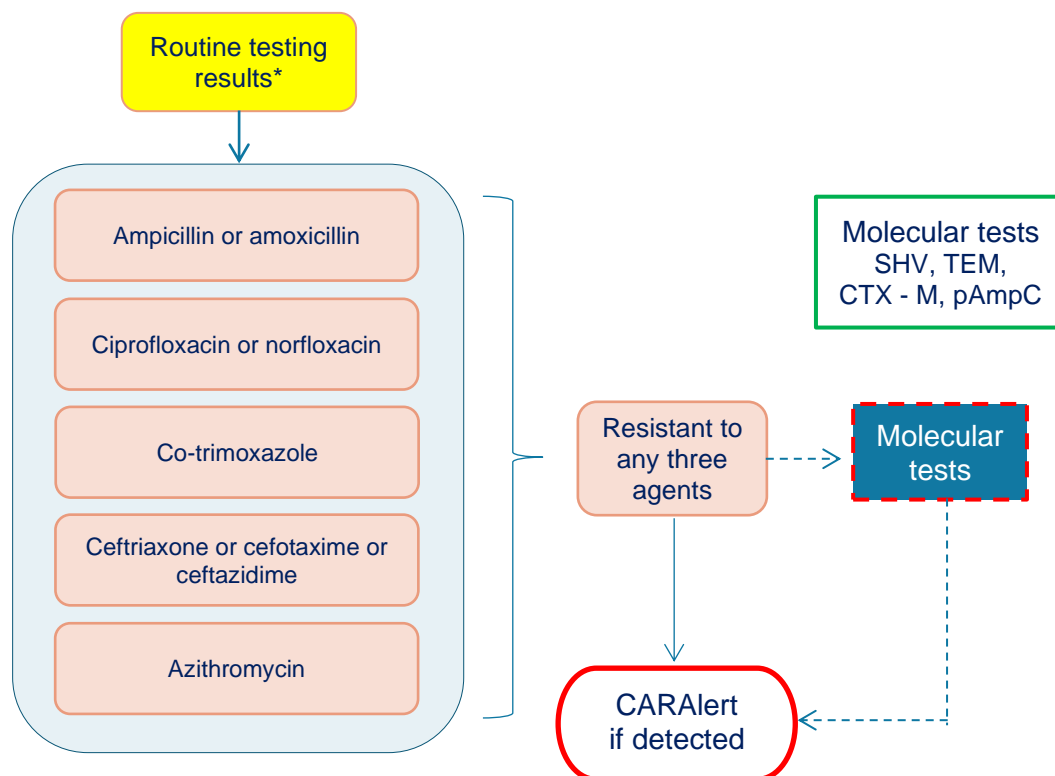 Routine testing
results*
Ampicillin or amoxicillin
Ciprofloxacin or norfloxacin
Co-trimoxazole
Ceftriaxone or cefotaxime or
ceftazidime
Azithromycin
Resistant to
any three
agents
Molecular tests
SHV, TEM,
CTX - M, pAmpC
Molecular
tests
CARAlert
if detected